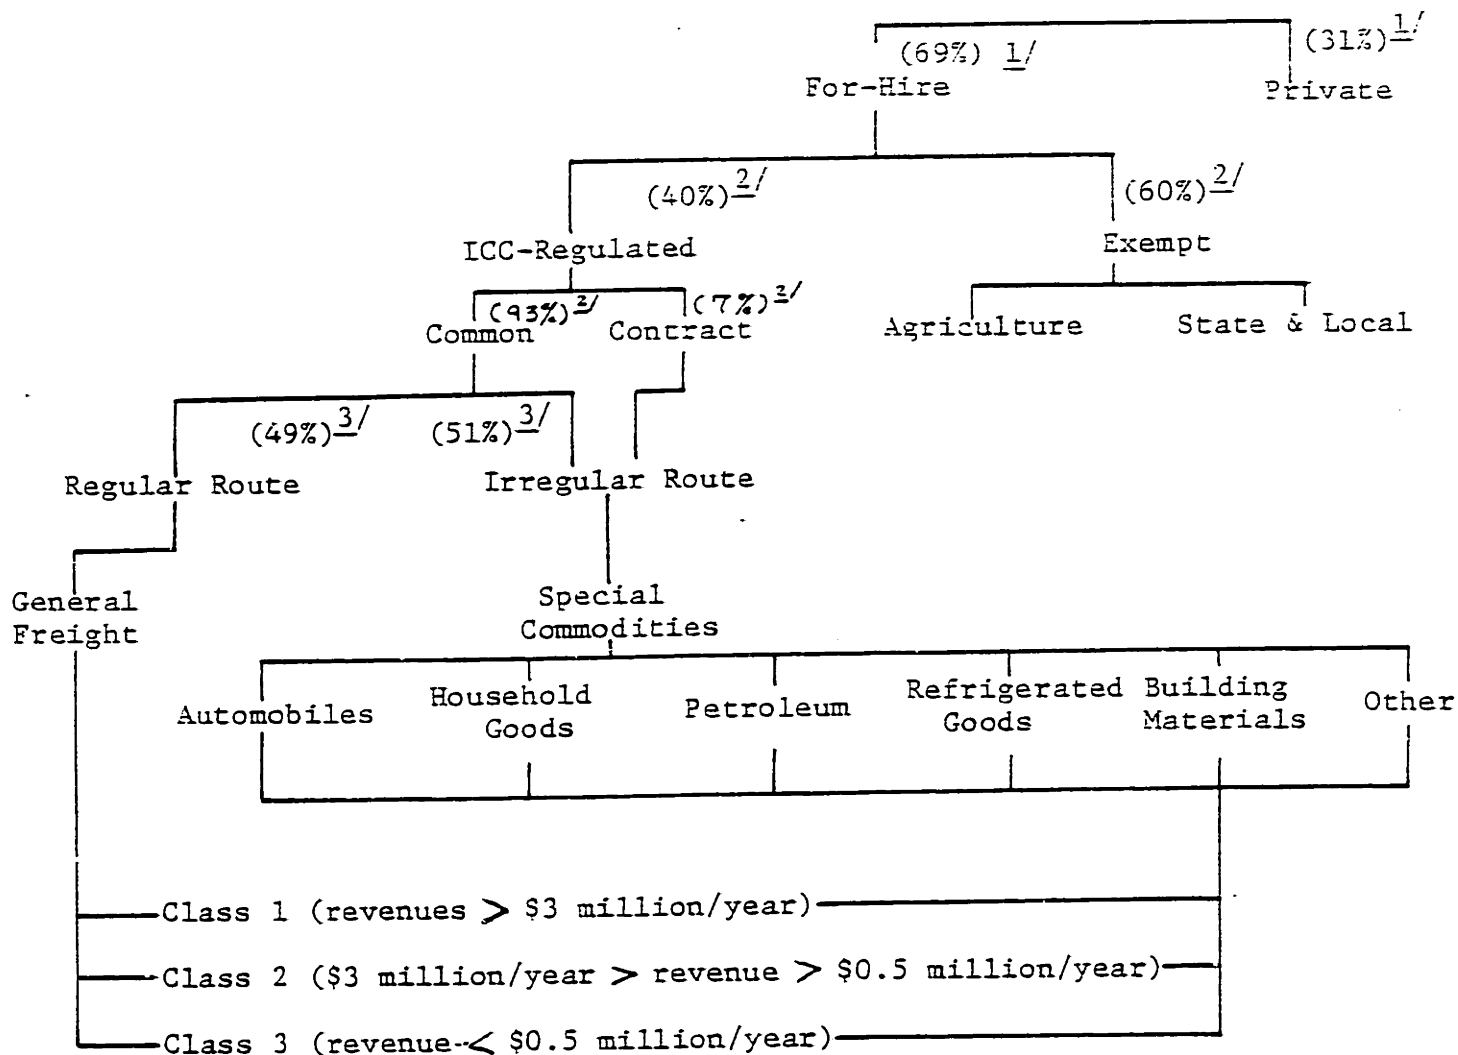 (69%) 1/
(31%) 1/
For-Hire
Private
(40%) 2/
(60%) 2/
ICC-Regulated
Exempt
(93%) 2/
(7%) 2/
Common
Contract
Agriculture
State & Local
(49%) 3/
(51%) 3/
Regular Route
Irregular Route
General
Freight
Special
Commodities
Automobiles
Household
Goods
Petroleum
Refrigerated
Goods
Building
Materials
Other
Class 1 (revenues > $3 million/year)
Class 2 ($3 million/year > revenue > $0.5 million/year)
Class 3 (revenue < $0.5 million/year)